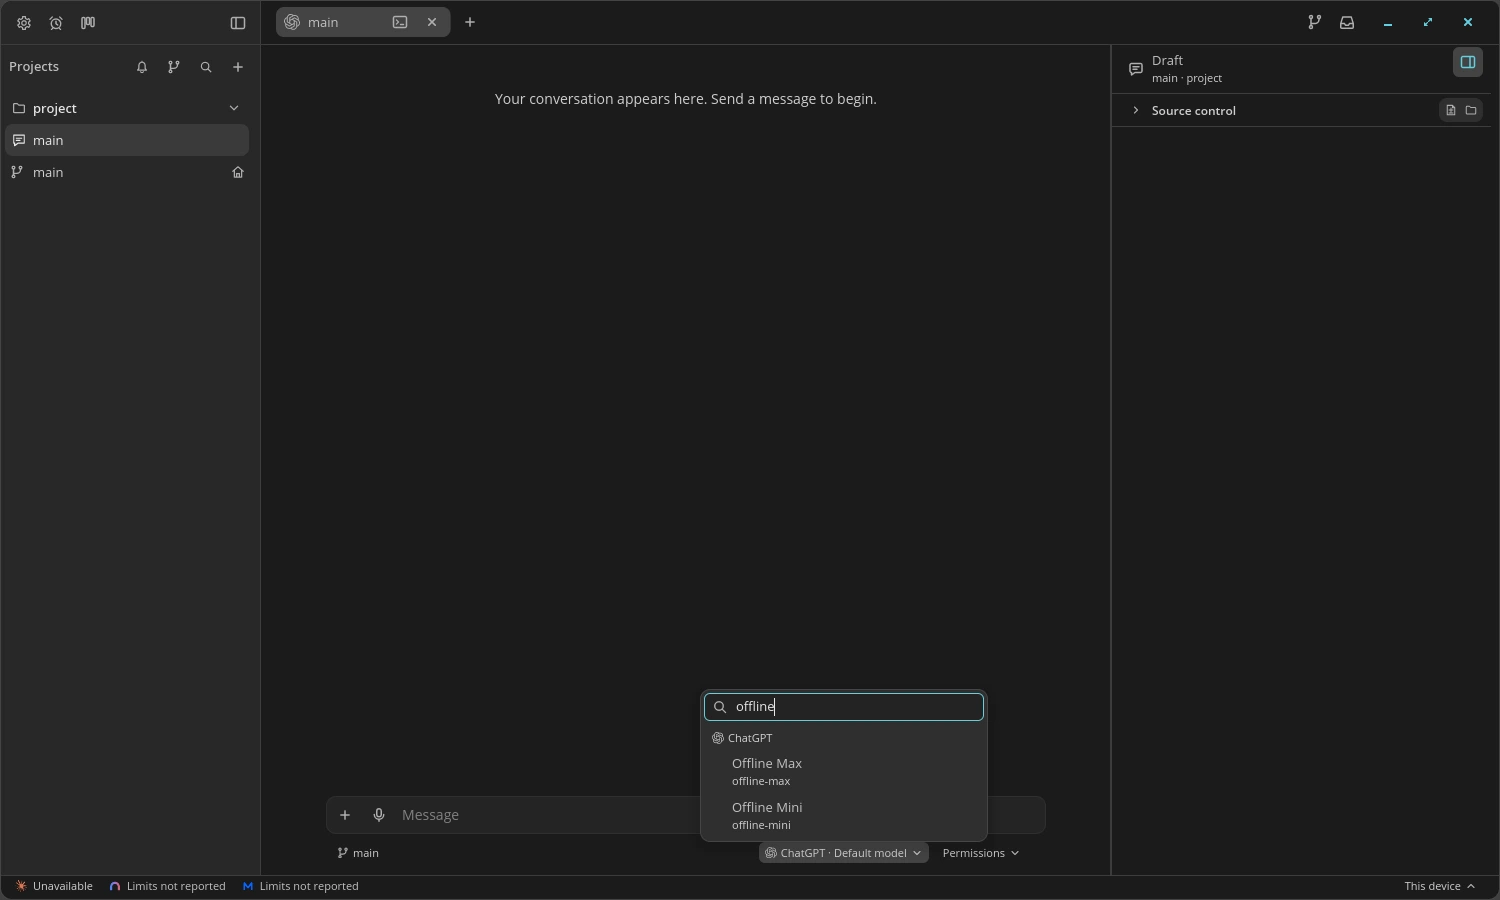 main
Projects
project
main
main
Your conversation appears here. Send a message to begin.
Draft
main · project
Source control
offline
ChatGPT
Offline Max
offline-max
Offline Mini
offline-mini
Message
main
ChatGPT · Default model
Permissions
Unavailable
Limits not reported
Limits not reported
This device